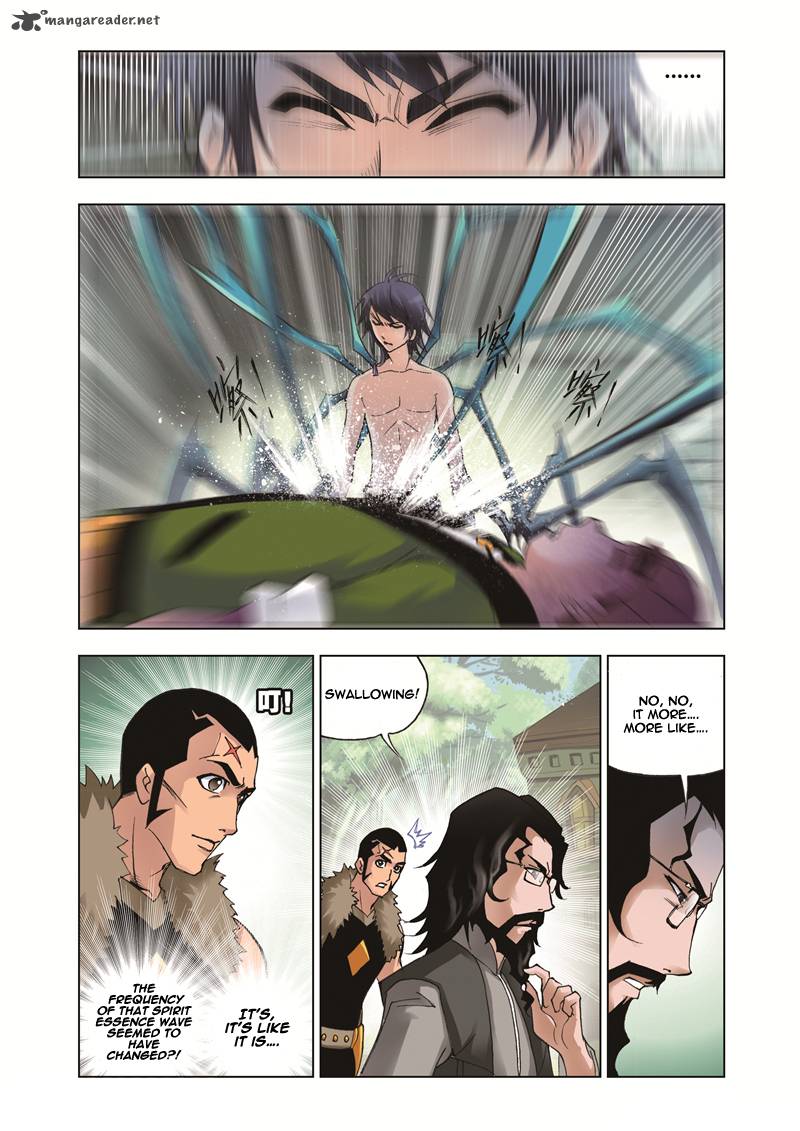 mangareader.net
......
嚓!
嚓!
嚓!
叮!
THE
FREQUENCY
OF THAT SPIRIT
ESSENCE WAVE
SEEMED TO
HAVE
CHANGED?!
IT'S,
IT'S LIKE
IT IS....
SWALLOWING!
NO, NO,
IT MORE....
MORE LIKE....